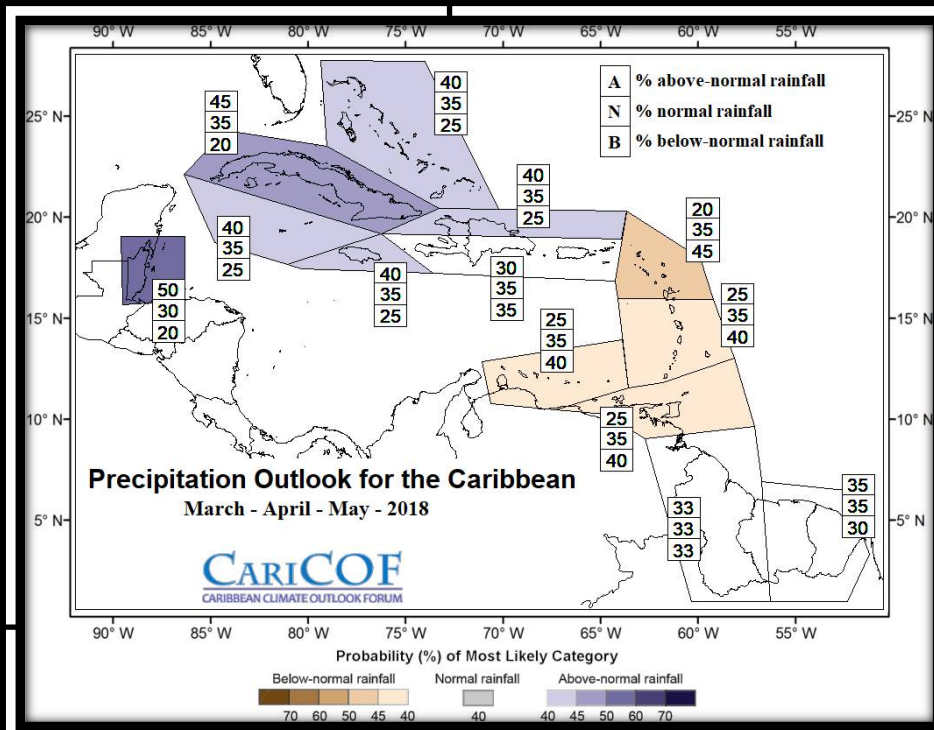 90° W 85° W 80° W 75° W 70° W 65° W 60° W 55° W
A % above-normal rainfall
N % normal rainfall
B % below-normal rainfall
25° N
20° N
15° N
10° N
5° N
25° N
20° N
15° N
10° N
5° N
45
35
20
40
35
25
40
35
25
20
35
45
40
35
25
40
35
25
30
35
35
25
35
40
25
35
40
50
30
20
25
35
40
33
33
33
35
35
30
Precipitation Outlook for the Caribbean
March - April - May - 2018
CARICOF
CARIBBEAN CLIMATE OUTLOOK FORUM
90° W 85° W 80° W 75° W 70° W 65° W 60° W 55° W
Probability (%) of Most Likely Category
Below-normal rainfall Normal rainfall Above-normal rainfall
70 60 50 45 40 40 40 45 50 60 70